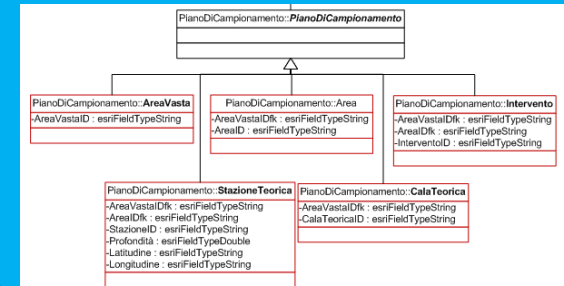 PianoDiCampionamento::PianoDiCampionamento
PianoDiCampionamento::AreaVasta
-AreaVastaID : esriFieldTypeString
PianoDiCampionamento::Area
-AreaVastaIDfk : esriFieldTypeString
-AreaID : esriFieldTypeString
PianoDiCampionamento::Intervento
-AreaVastaIDfk : esriFieldTypeString
-AreaIDfk : esriFieldTypeString
-InterventoID : esriFieldTypeString
PianoDiCampionamento::StazioneTeorica
-AreaVastaIDfk : esriFieldTypeString
-AreaIDfk : esriFieldTypeString
-StazioneID : esriFieldTypeString
-Profondità : esriFieldTypeDouble
-Latitudine : esriFieldTypeString
-Longitudine : esriFieldTypeString
PianoDiCampionamento::CalaTeorica
-AreaVastaIDfk : esriFieldTypeString
-CalaTeoricaID : esriFieldTypeString